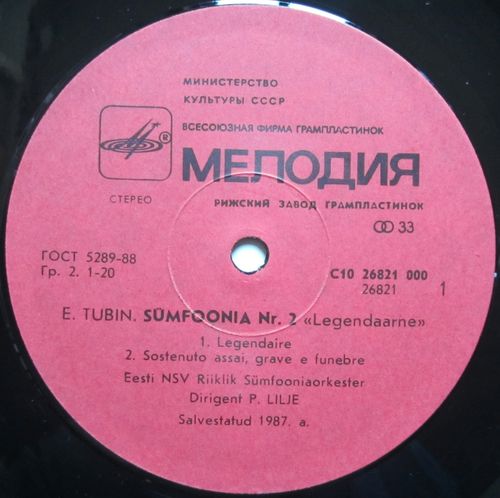 МИНИСТЕРСТВО
КУЛЬТУРЫ СССР
ВСЕСОЮЗНАЯ ФИРМА ГРАМПЛАСТИНОК
®
МЕЛОДИЯ
СТЕРЕО
РИЖСКИЙ ЗАВОД ГРАМПЛАСТИНОК
33
ГОСТ 5289-88
Гр. 2. 1-20
С10 26821 000
26821
1
E. TUBIN. SÜMFOONIA Nr. 2 «Legendaarne»
1. Legendaire
2. Sostenuto assai, grave e funebre
Eesti NSV Riiklik Sümfooniaorkester
Dirigent P. LILJE
Salvestatud 1987. a.